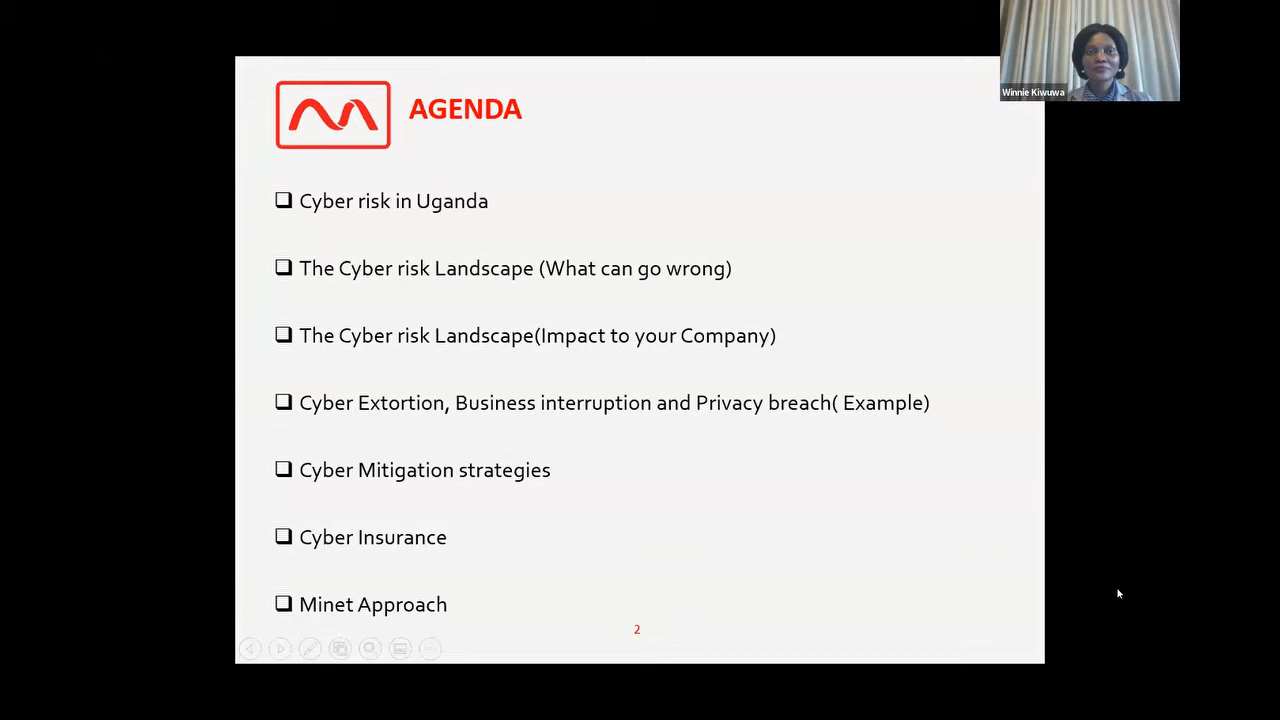 Winnie Kiwuwa
AGENDA
Cyber risk in Uganda
The Cyber risk Landscape (What can go wrong)
The Cyber risk Landscape(Impact to your Company)
Cyber Extortion, Business interruption and Privacy breach( Example)
Cyber Mitigation strategies
Cyber Insurance
Minet Approach
2